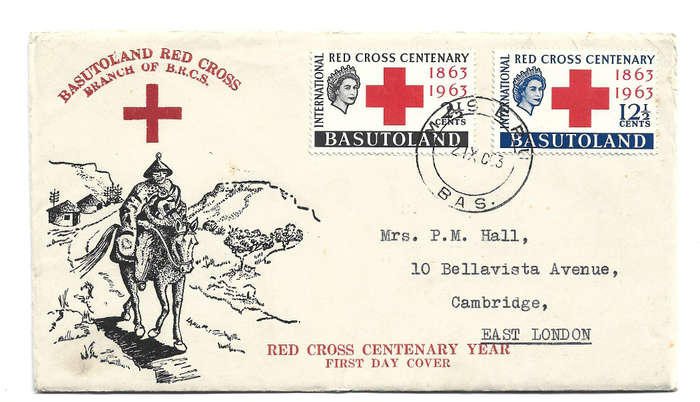 BASUTOLAND RED CROSS
BRANCH OF B.R.C.S.
INTERNATIONAL
RED CROSS CENTENARY
1863
1963
2½
CENTS
BASUTOLAND
INTERNATIONAL
RED CROSS CENTENARY
1863
1963
12½
CENTS
BASUTOLAND
BAS.
Mrs. P.M. Hall,
10 Bellavista Avenue,
Cambridge,
EAST LONDON
RED CROSS CENTENARY YEAR
FIRST DAY COVER